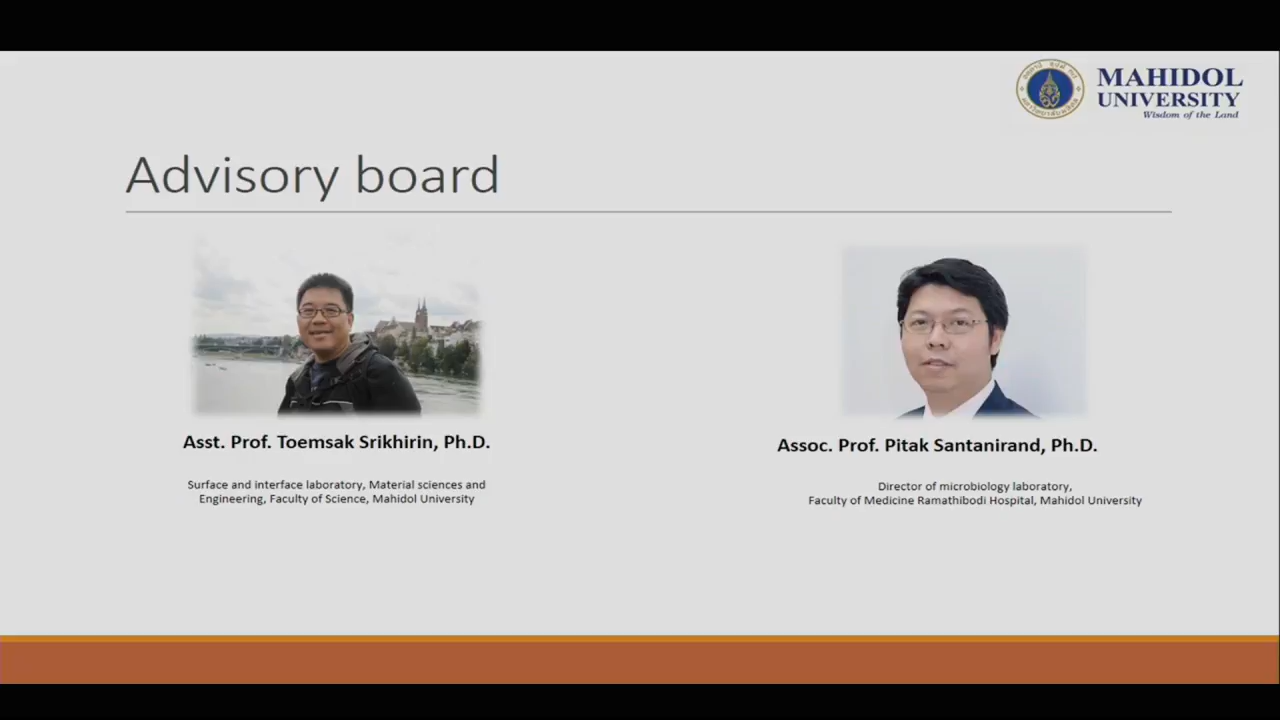 MAHIDOL
UNIVERSITY
Wisdom of the Land
Advisory board
Asst. Prof. Toemsak Srikhirin, Ph.D.
Surface and interface laboratory, Material sciences and
Engineering, Faculty of Science, Mahidol University
Assoc. Prof. Pitak Santanirand, Ph.D.
Director of microbiology laboratory,
Faculty of Medicine Ramathibodi Hospital, Mahidol University